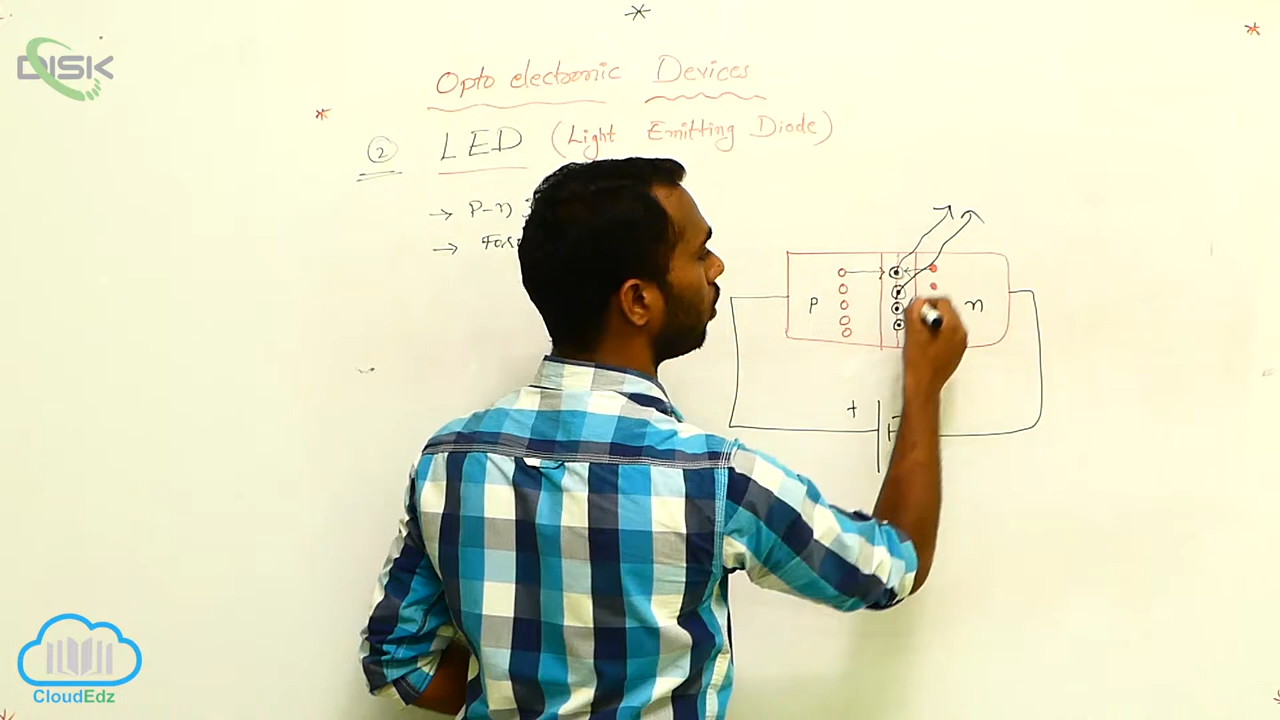 DISK
Opto electronic Devices
② LED (Light Emitting Diode)
→ P-n
→
P
n
+
CloudEdz